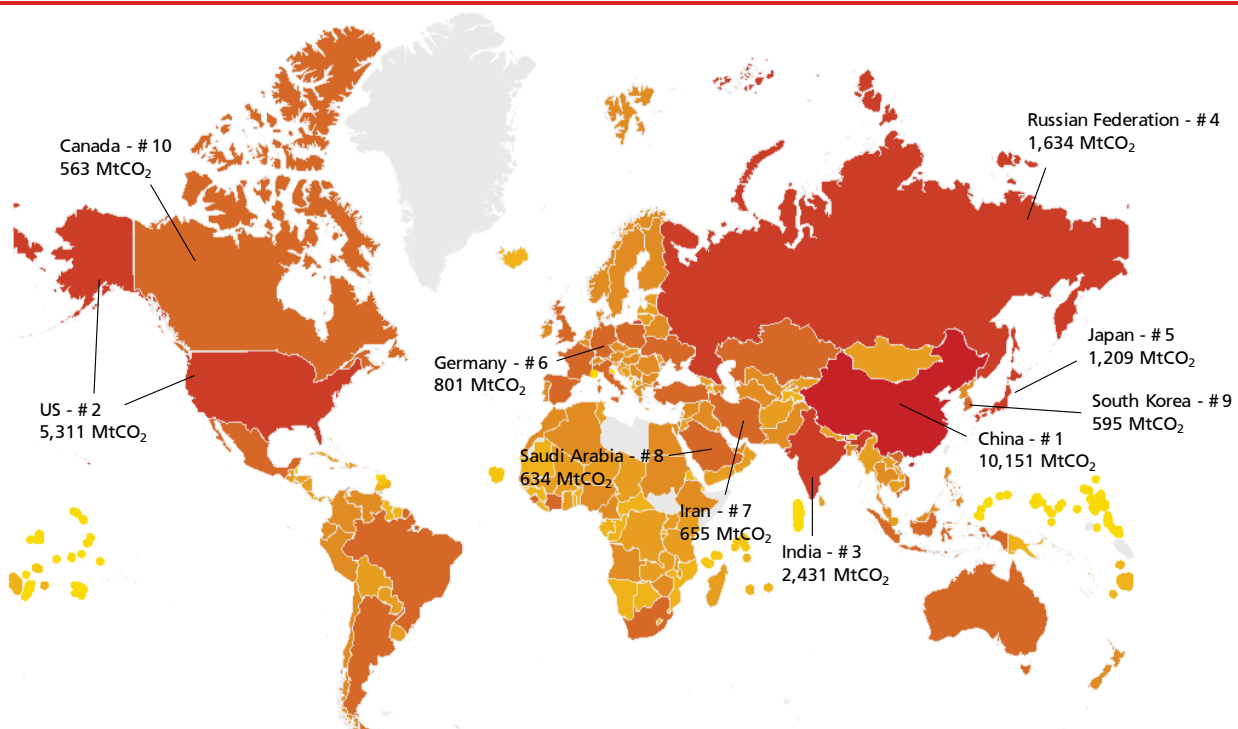 Canada - #10
563 MtCO₂
Russian Federation - #4
1,634 MtCO₂
Japan - #5
1,209 MtCO₂
Germany - #6
801 MtCO₂
South Korea - #9
595 MtCO₂
US - #2
5,311 MtCO₂
China - #1
10,151 MtCO₂
Saudi Arabia - #8
634 MtCO₂
Iran - #7
655 MtCO₂
India - #3
2,431 MtCO₂